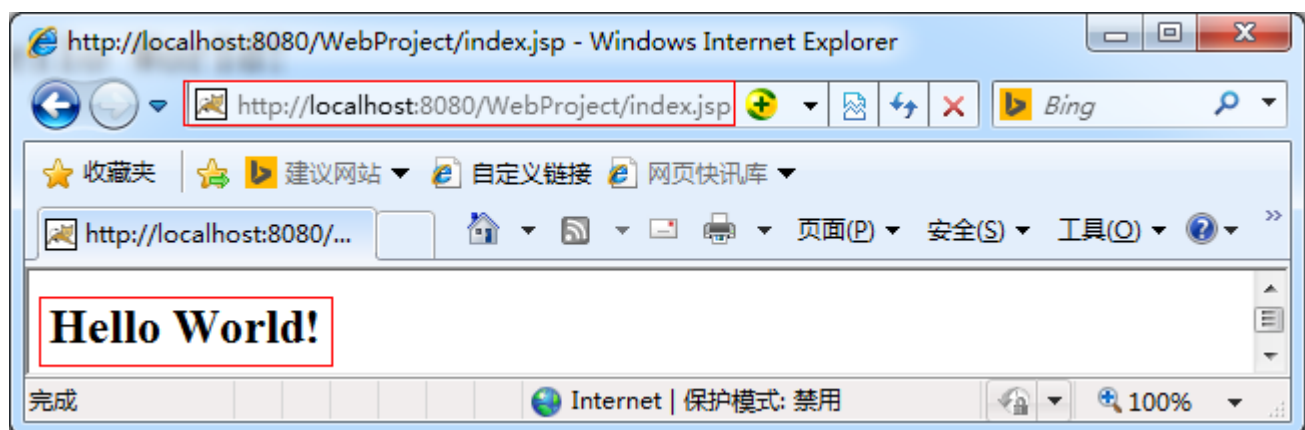 http://localhost:8080/WebProject/index.jsp - Windows Internet Explorer
http://localhost:8080/WebProject/index.jsp Bing
收藏夹 建议网站 自定义链接 网页快讯库
http://localhost:8080/... 页面(P) 安全(S) 工具(O) »
Hello World!
完成 Internet | 保护模式: 禁用 100%